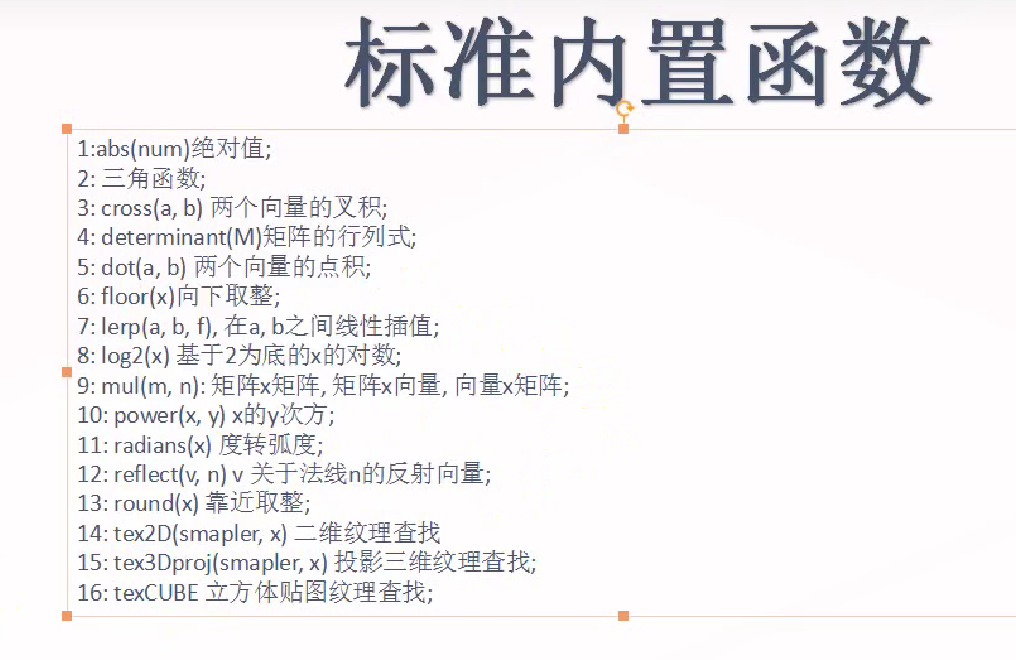 标准内置函数
1:abs(num)绝对值;
2: 三角函数;
3: cross(a, b) 两个向量的叉积;
4: determinant(M)矩阵的行列式;
5: dot(a, b) 两个向量的点积;
6: floor(x)向下取整;
7: lerp(a, b, f), 在a, b之间线性插值;
8: log2(x) 基于2为底的x的对数;
9: mul(m, n): 矩阵x矩阵, 矩阵x向量, 向量x矩阵;
10: power(x, y) x的y次方;
11: radians(x) 度转弧度;
12: reflect(v, n) v 关于法线n的反射向量;
13: round(x) 靠近取整;
14: tex2D(smapler, x) 二维纹理查找
15: tex3Dproj(smapler, x) 投影三维纹理查找;
16: texCUBE 立方体贴图纹理查找;